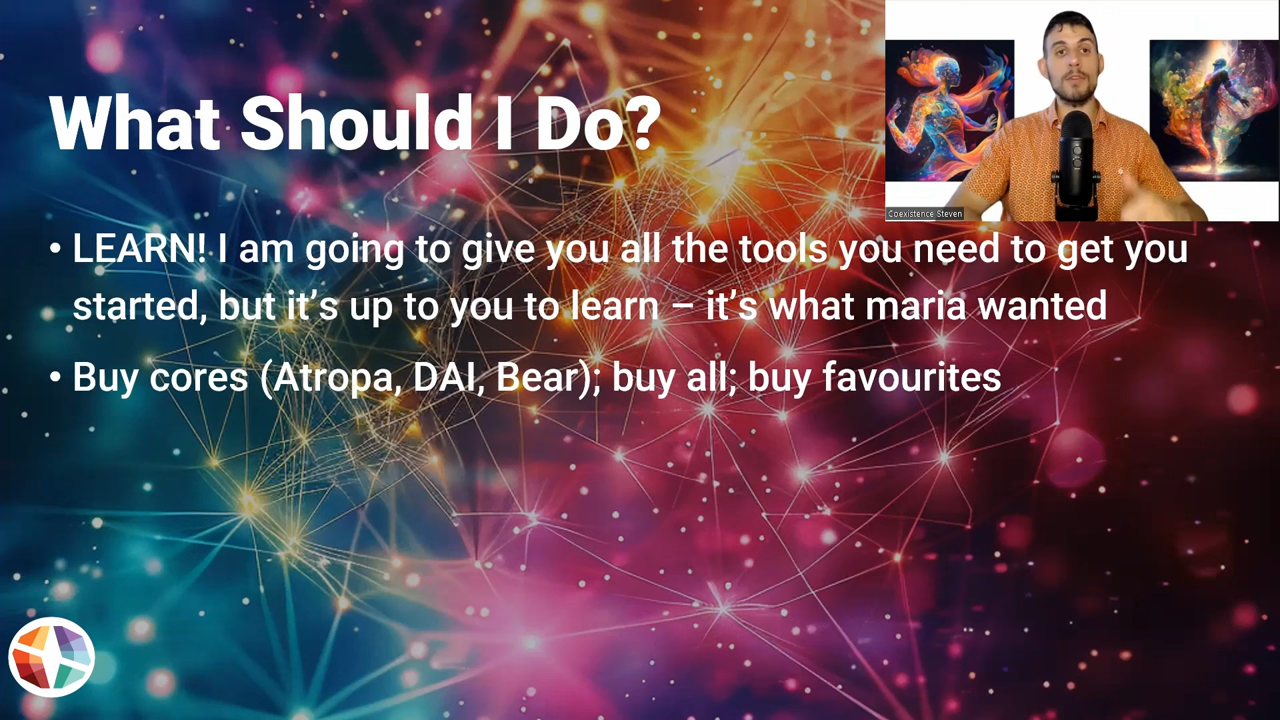 What Should I Do?
Coexistence Steven
• LEARN! I am going to give you all the tools you need to get you
started, but it’s up to you to learn – it’s what maria wanted
• Buy cores (Atropa, DAI, Bear); buy all; buy favourites